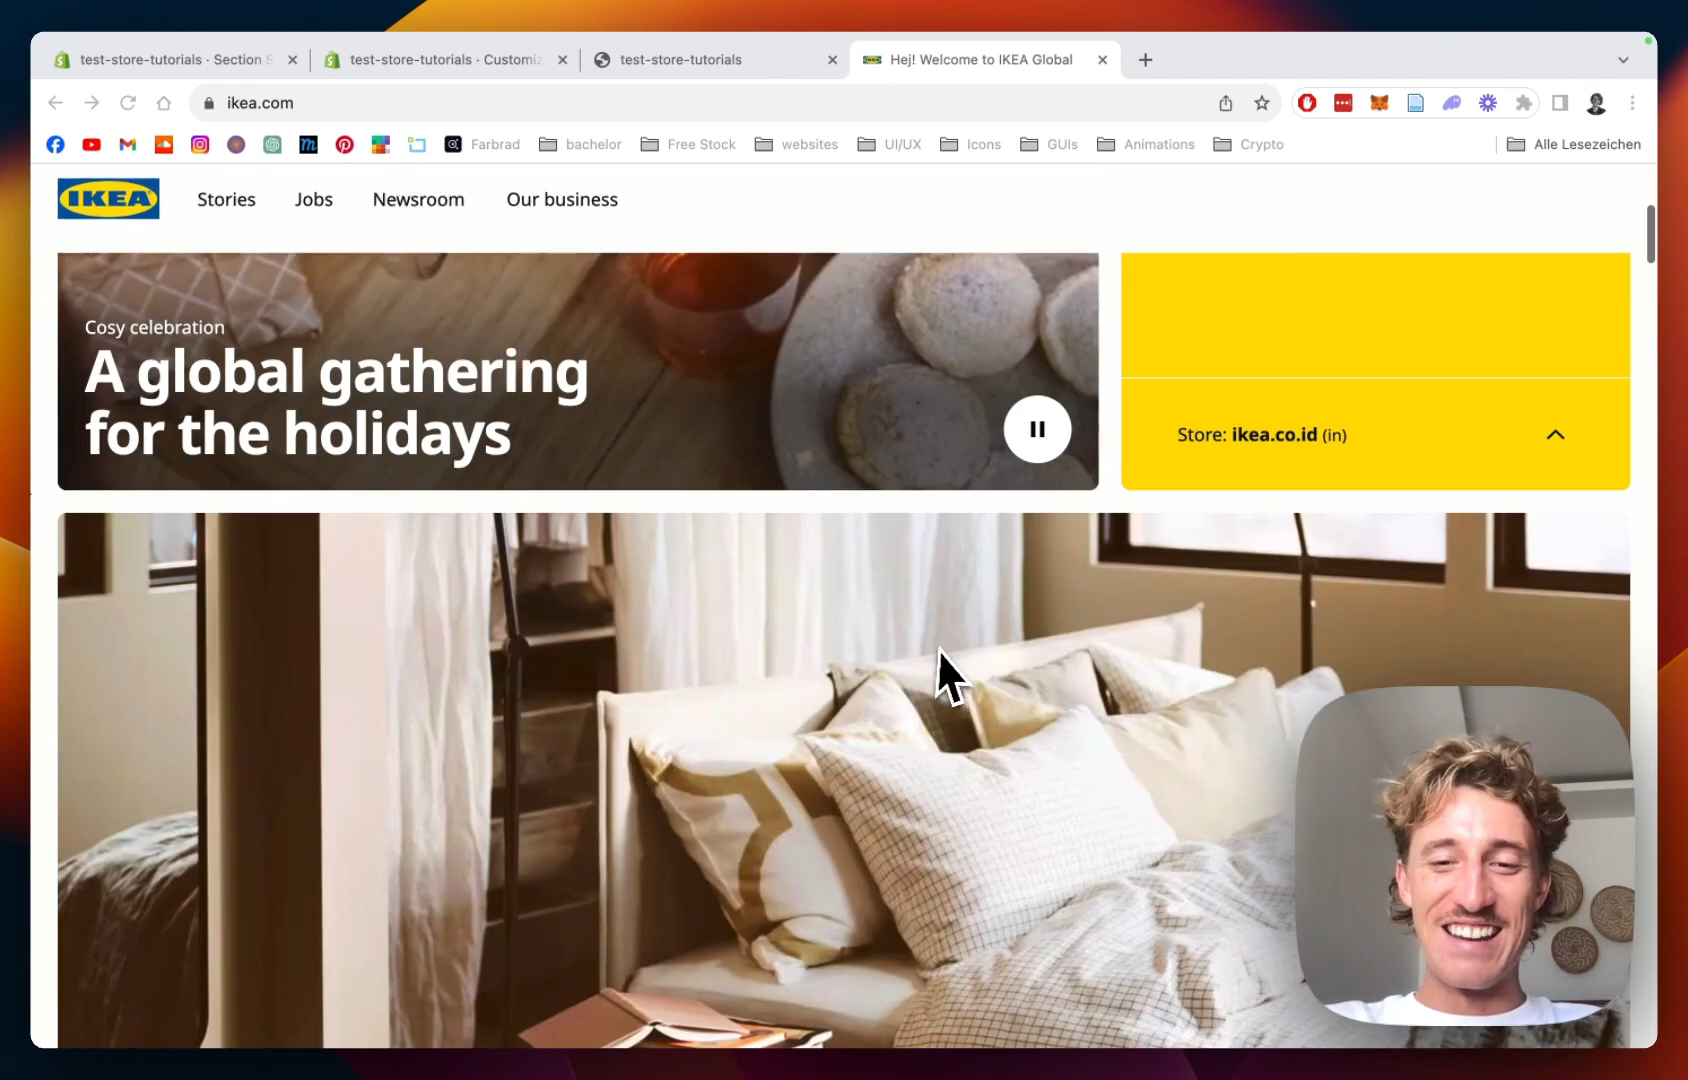 test-store-tutorials · Section S
test-store-tutorials · Customiz
test-store-tutorials
Hej! Welcome to IKEA Global
ikea.com
Farbrad
bachelor
Free Stock
websites
UI/UX
Icons
GUIs
Animations
Crypto
Alle Lesezeichen
IKEA
Stories
Jobs
Newsroom
Our business
Cosy celebration
A global gathering
for the holidays
Store: ikea.co.id (in)